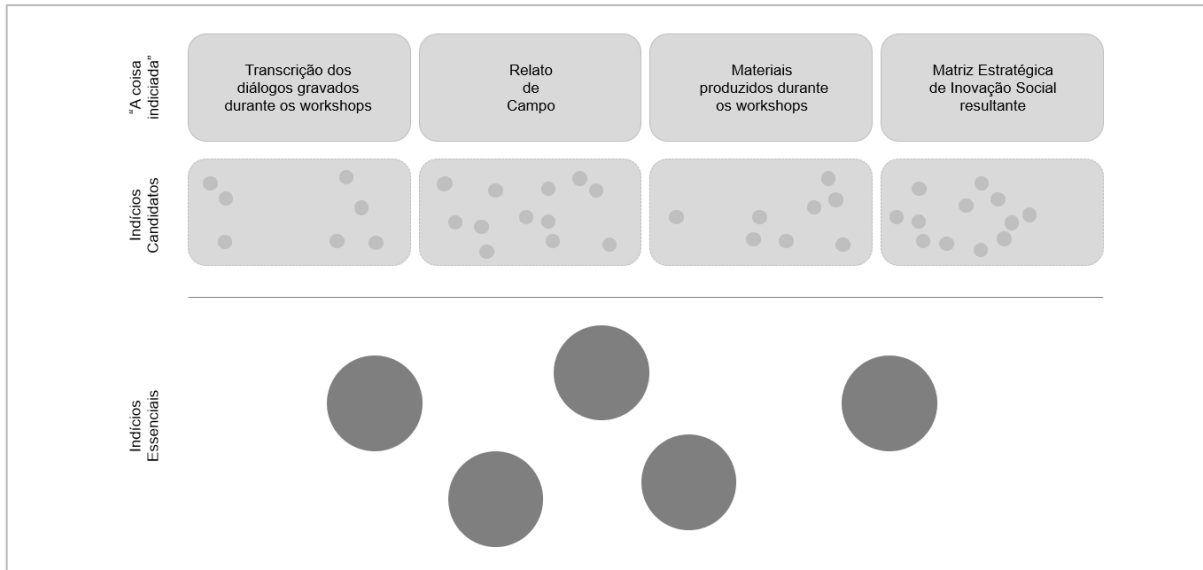 “A coisa
indiciada”
Transcrição dos
diálogos gravados
durante os workshops
Relato
de
Campo
Materiais
produzidos durante
os workshops
Matriz Estratégica
de Inovação Social
resultante
Indícios
Candidatos
Indícios
Essenciais